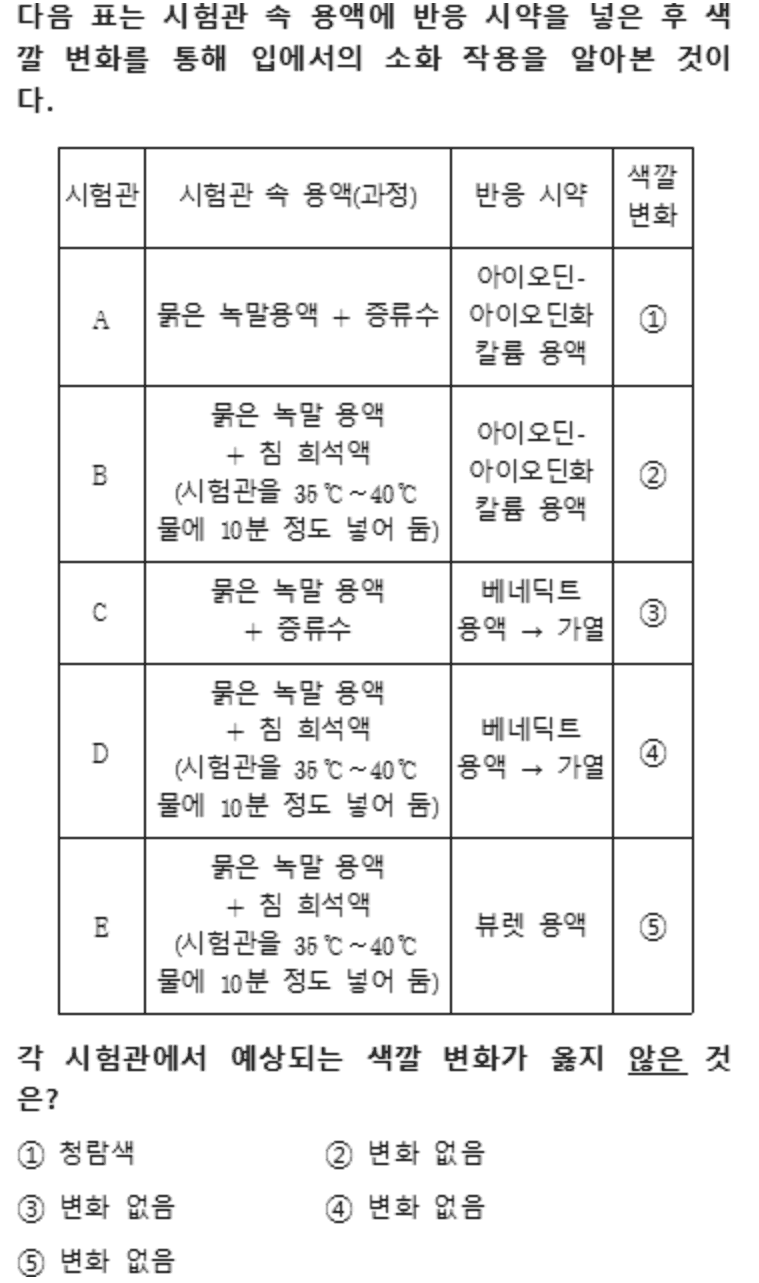 다음 표는 시험관 속 용액에 반응 시약을 넣은 후 색
깔 변화를 통해 입에서의 소화 작용을 알아본 것이
다.
시험관 시험관 속 용액(과정) 반응 시약 색깔 변화
A 묽은 녹말용액 + 증류수 아이오딘-
아이오딘화
칼륨 용액 ①
B 묽은 녹말 용액
+ 침 희석액
(시험관을 35℃~40℃
물에 10분 정도 넣어 둠) 아이오딘-
아이오딘화
칼륨 용액 ②
C 묽은 녹말 용액
+ 증류수 베네딕트
용액 → 가열 ③
D 묽은 녹말 용액
+ 침 희석액
(시험관을 35℃~40℃
물에 10분 정도 넣어 둠) 베네딕트
용액 → 가열 ④
E 묽은 녹말 용액
+ 침 희석액
(시험관을 35℃~40℃
물에 10분 정도 넣어 둠) 뷰렛 용액 ⑤
각 시험관에서 예상되는 색깔 변화가 옳지 않은 것
은?
① 청람색 ② 변화 없음
③ 변화 없음 ④ 변화 없음
⑤ 변화 없음